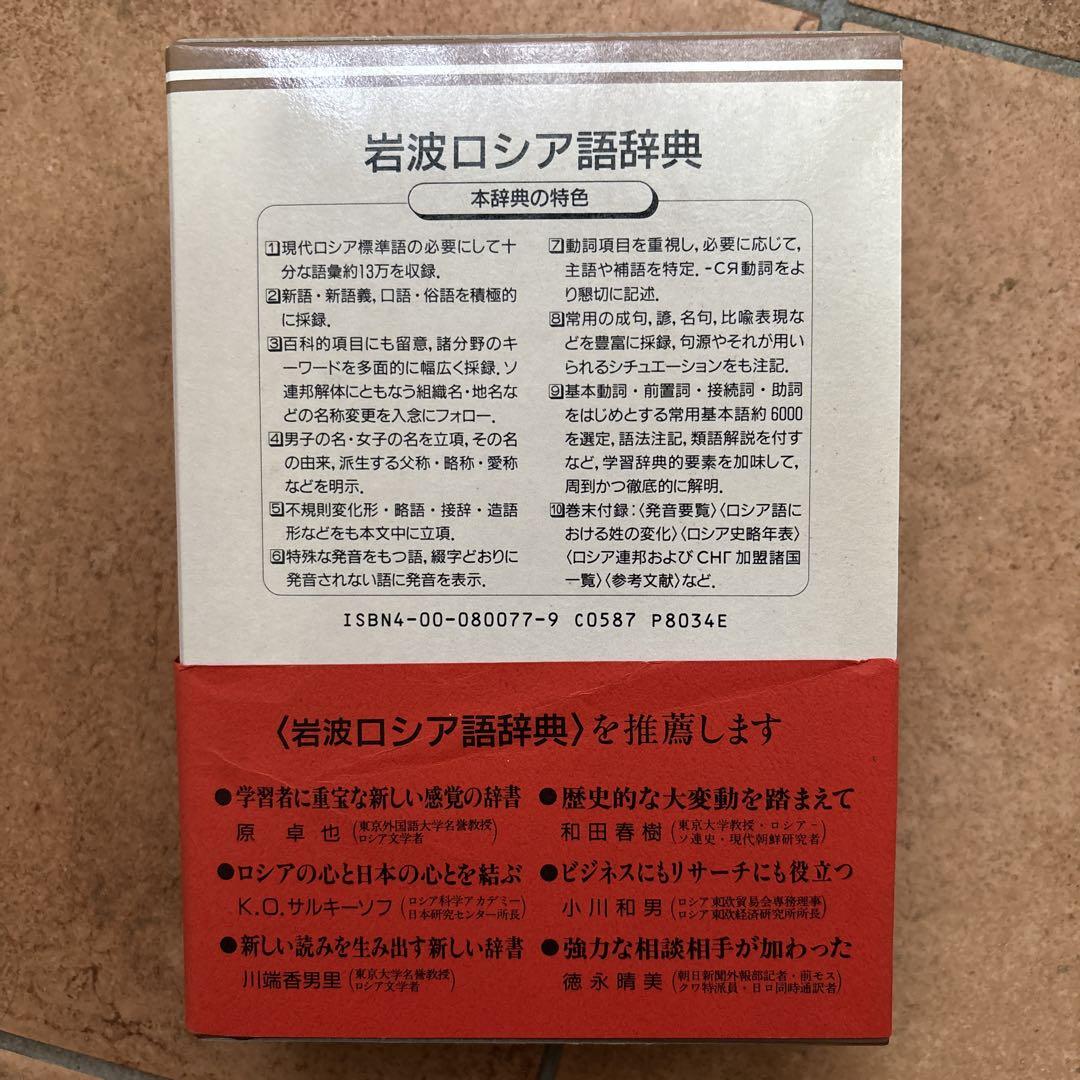 岩波ロシア語辞典
本辞典の特色
1現代ロシア標準語の必要にして十
分な語彙約13万を収録.
2新語・新語義,口語・俗語を積極的
に採録.
3百科的項目にも留意,諸分野のキ
ーワードを多面的に幅広く採録.ソ
連邦解体にともなう組織名・地名な
どの名称変更を入念にフォロー.
4男子の名・女子の名を立項,その名
の由来,派生する父称・略称・愛称
などを明示.
5不規則変化形・略語・接辞・造語
形などをも本文中に立項.
6特殊な発音をもつ語,綴字どおりに
発音されない語に発音を表示.
7動詞項目を重視し,必要に応じて,
主語や補語を特定.-СЯ動詞をよ
り懇切に記述.
8常用の成句,諺,名句,比喩表現な
どを豊富に採録,句源やそれが用い
られるシチュエーションをも注記.
9基本動詞・前置詞・接続詞・助詞
をはじめとする常用基本語約6000
を選定,語法注記,類語解説を付す
など,学習辞典的要素を加味して,
周到かつ徹底的に解明.
10巻末付録:〈発音要覧〉〈ロシア語に
おける姓の変化〉〈ロシア史略年表〉
〈ロシア連邦およびСНГ加盟諸国
一覧〉〈参考文献〉など.
ISBN4-00-080077-9 C0587 P8034E
〈岩波ロシア語辞典〉を推薦します
●学習者に重宝な新しい感覚の辞書
原 卓也(東京外国語大学名誉教授
ロシア文学者)
●ロシアの心と日本の心とを結ぶ
K.O.サルキーソフ(ロシア科学アカデミー
日本研究センター所長)
●新しい読みを生み出す新しい辞書
川端香男里(東京大学名誉教授
ロシア文学者)
●歴史的な大変動を踏まえて
和田春樹(東京大学教授・ロシア-
ソ連史・現代朝鮮研究者)
●ビジネスにもリサーチにも役立つ
小川和男(ロシア東欧貿易会専務理事
ロシア東欧経済研究所所長)
●強力な相談相手が加わった
徳永晴美(朝日新聞外報部記者・前モス
クワ特派員・日ロ同時通訳者)